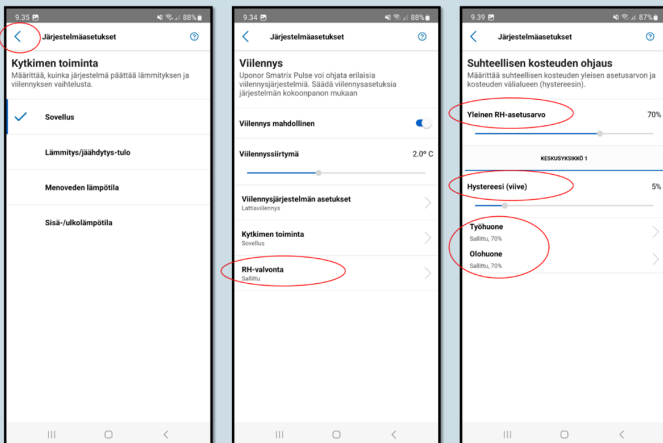 9.35
88%
Järjestelmäasetukset
Kytkimen toiminta
Määrittää, kuinka järjestelmä päättää lämmityksen ja
viilennyksen vaihtelusta.
Sovellus
Lämmitys/jäähdytys-tulo
Menoveden lämpötila
Sisä-/ulkolämpötila
9.34
88%
Järjestelmäasetukset
Viilennys
Uponor Smatrix Pulse voi ohjata erilaisia
viilennysjärjestelmiä. Säädä viilennysasetuksia
järjestelmän kokoonpanon mukaan
Viilennys mahdollinen
Viilennyssiirtymä 2.0° C
Viilennysjärjestelmän asetukset
Lattiaviilennys
Kytkimen toiminta
Sovellus
RH-valvonta
Sallittu
9.39
87%
Järjestelmäasetukset
Suhteellisen kosteuden ohjaus
Määrittää suhteellisen kosteuden yleisen asetusarvon ja
kosteuden välialueen (hystereesin).
Yleinen RH-asetusarvo 70%
KESKUSYKSIKKÖ 1
Hystereesi (viive) 5%
Työhuone
Sallittu, 70%
Olohuone
Sallittu, 70%